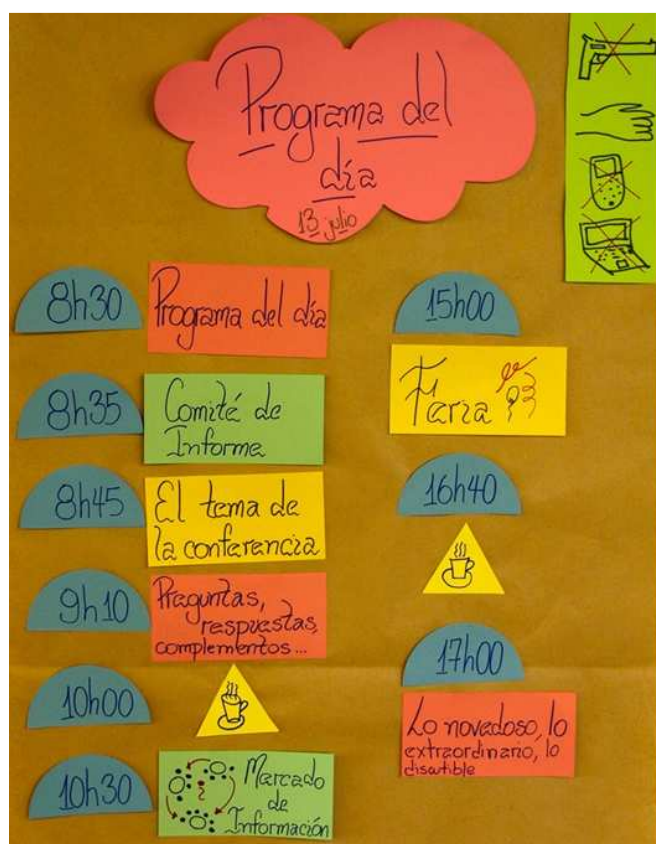 Programa del
día
13 julio
8h30
Programa del día
8h35
Comité de
Informe
8h45
El tema de
la conferencia
9h10
Preguntas,
respuestas,
complementos...
10h00
10h30
Mercado
de
Información
15h00
Feria
16h40
17h00
Lo novedoso, lo
extraordinario, lo
discutible